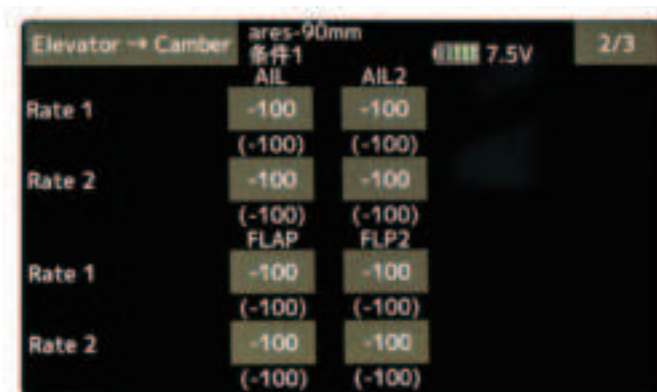 Elevator → Camber ares-90mm 2/3
条件1 7.5V
AIL AIL2
Rate 1 -100 -100
(-100) (-100)
Rate 2 -100 -100
(-100) (-100)
FLAP FLP2
Rate 1 -100 -100
(-100) (-100)
Rate 2 -100 -100
(-100) (-100)